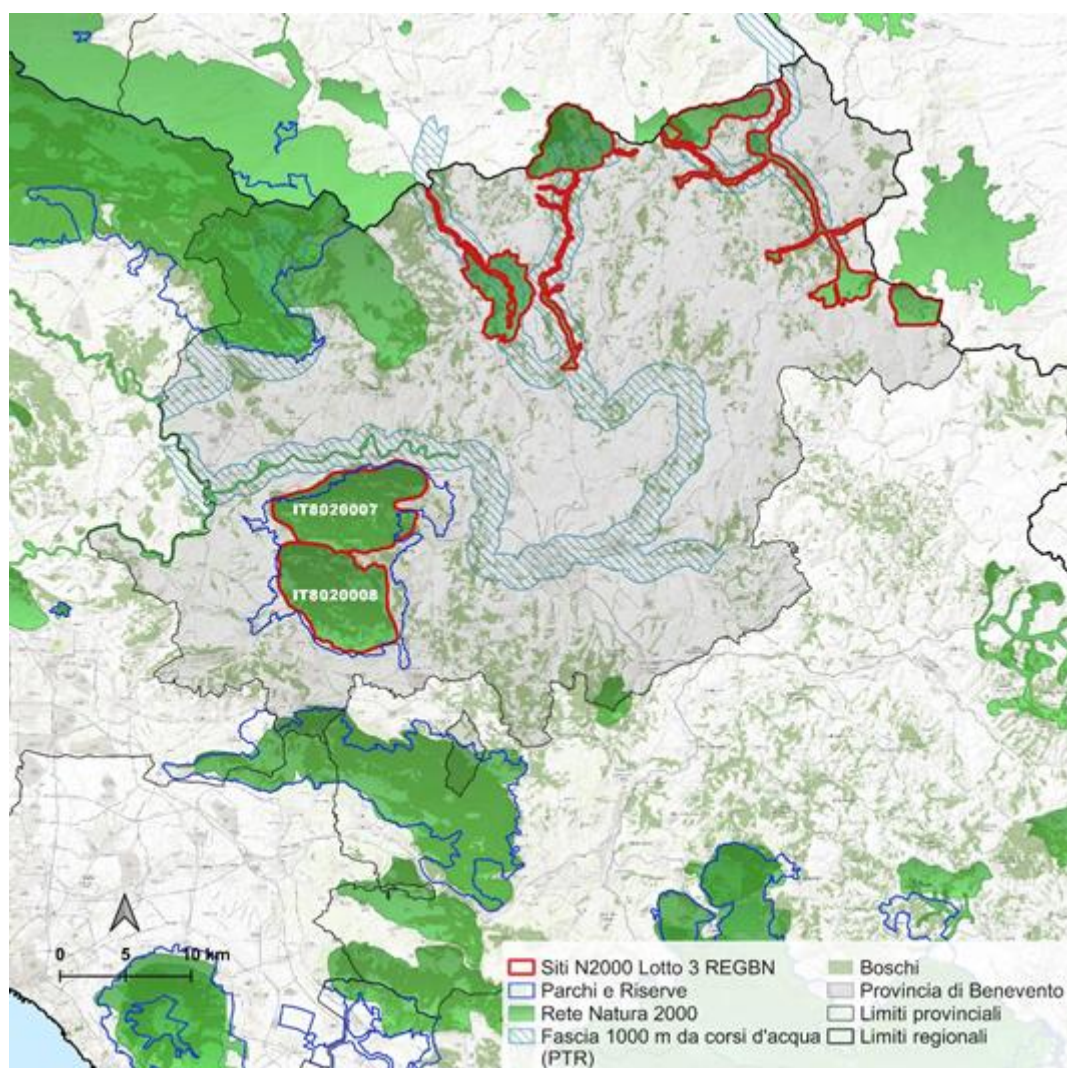 IT8020007
IT8020008
0 5 10 km
Siti N2000 Lotto 3 REGBN
Parchi e Riserve
Rete Natura 2000
Fascia 1000 m da corsi d'acqua
(PTR)
Boschi
Provincia di Benevento
Limiti provinciali
Limiti regionali